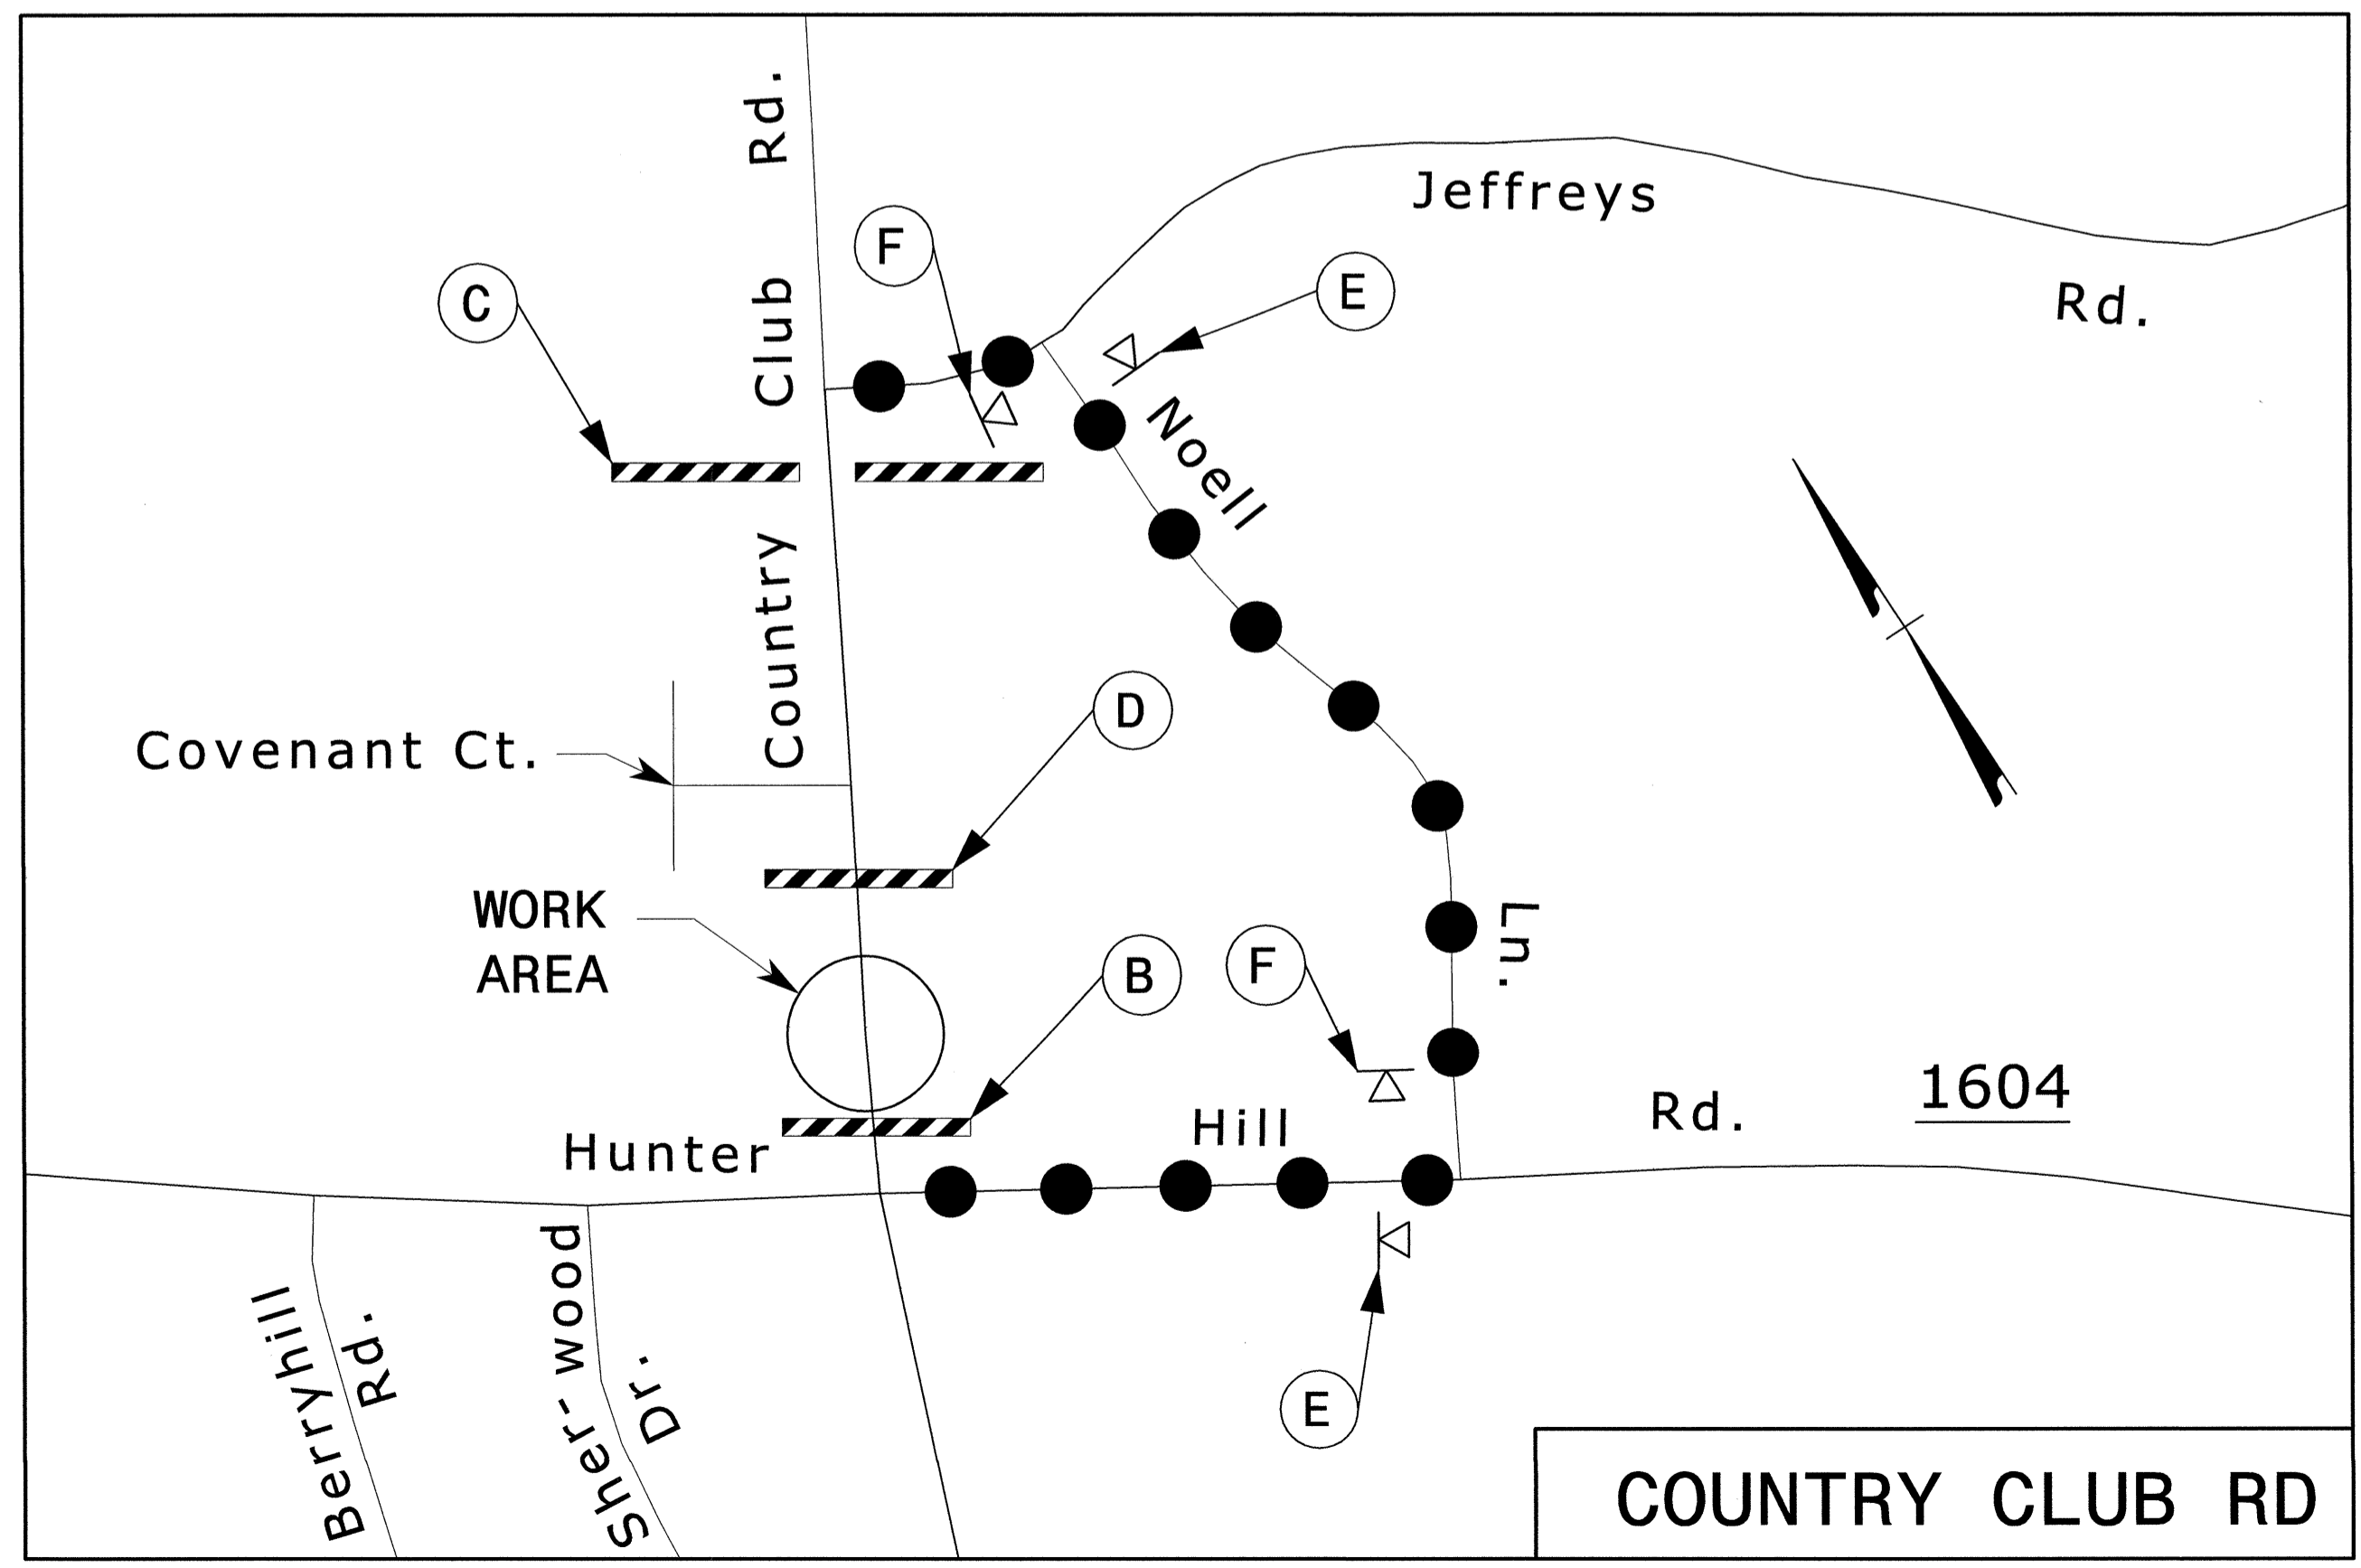 Country Club Rd.
Jeffreys Rd.
F
E
C
Noell Ln.
D
Covenant Ct.
WORK
AREA
B
F
1604
Hunter Hill Rd.
Berryhill
Rd.
Sher-wood
Dr.
E
COUNTRY CLUB RD